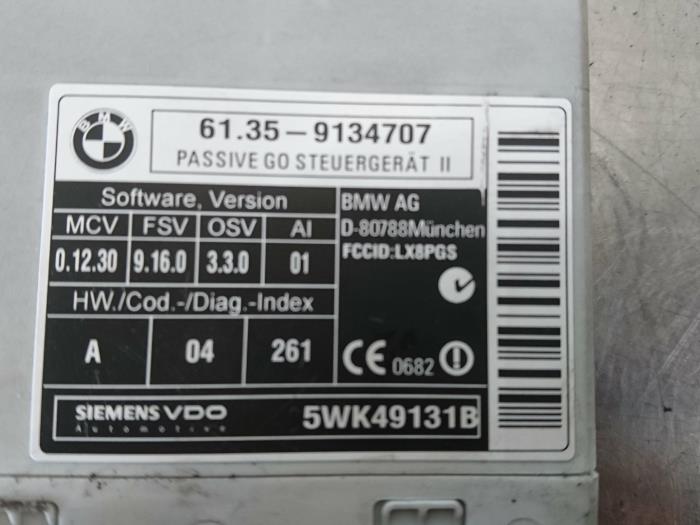 BMW
61.35-9134707
PASSIVE GO STEUERGERÄT II
Software, Version
MCV FSV OSV AI
0.12.30 9.16.0 3.3.0 01
HW./Cod.-/Diag.-Index
A 04 261
BMW AG
D-80788München
FCCID:LX8PGS
CE 0682
SIEMENS VDO
Automotive
5WK49131B